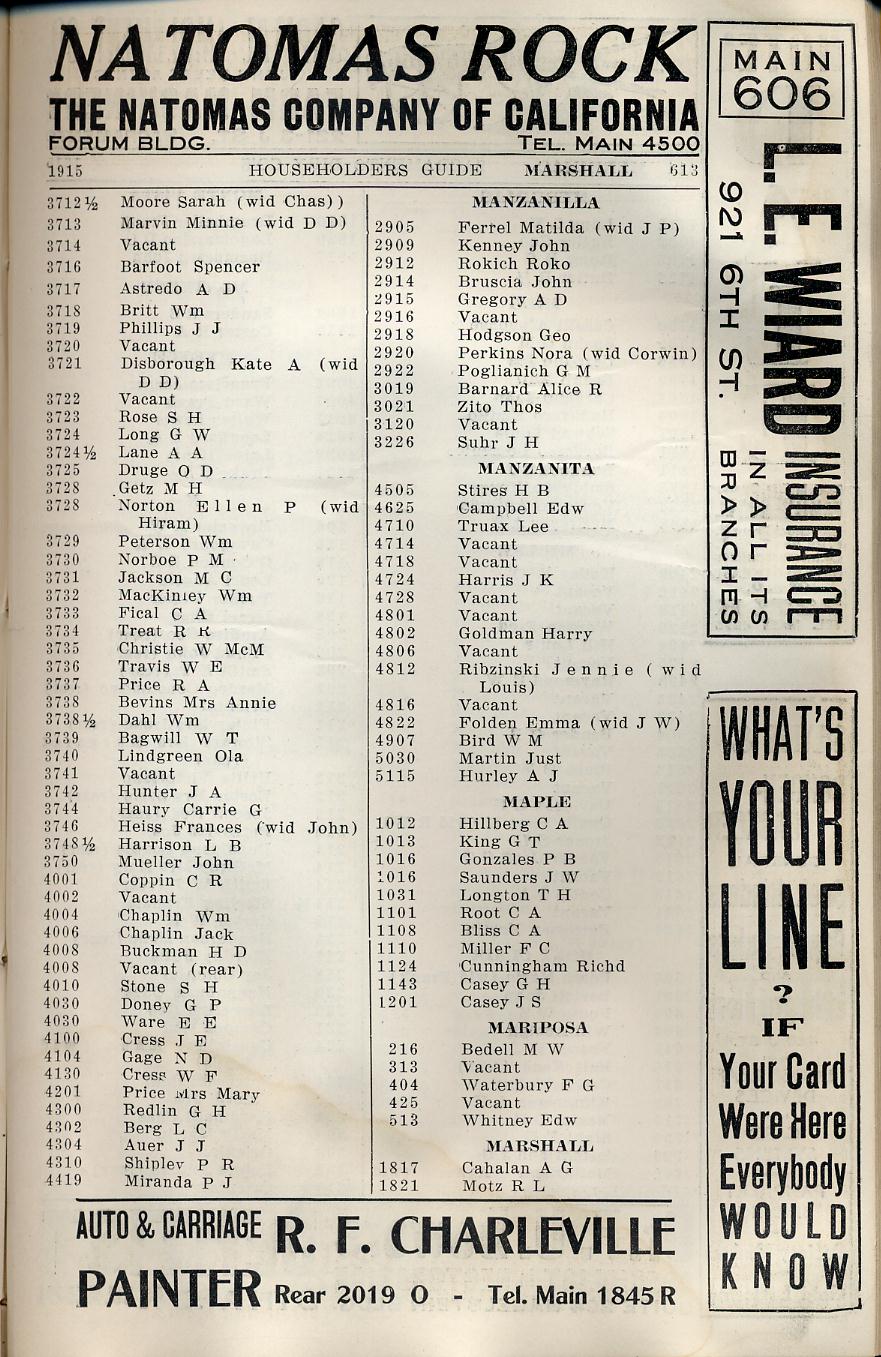 NATOMAS ROCK
THE NATOMAS COMPANY OF CALIFORNIA
FORUM BLDG. TEL. MAIN 4500
1915 HOUSEHOLDERS GUIDE MARSHALL 613
3712½ Moore Sarah (wid Chas))
3713 Marvin Minnie (wid D D)
3714 Vacant
3716 Barfoot Spencer
3717 Astredo A D
3718 Britt Wm
3719 Phillips J J
3720 Vacant
3721 Disborough Kate A (wid
D D)
3722 Vacant
3723 Rose S H
3724 Long G W
3724½ Lane A A
3725 Druge O D
3728 Getz M H
3728 Norton Ellen P (wid
Hiram)
3729 Peterson Wm
3730 Norboe P M
3731 Jackson M C
3732 MacKinney Wm
3733 Fical C A
3734 Treat R R
3735 Christie W McM
3736 Travis W E
3737 Price R A
3738 Bevins Mrs Annie
3738½ Dahl Wm
3739 Bagwill W T
3740 Lindgreen Ola
3741 Vacant
3742 Hunter J A
3744 Haury Carrie G
3746 Heiss Frances (wid John)
3748½ Harrison L B
3750 Mueller John
4001 Coppin C R
4002 Vacant
4004 Chaplin Wm
4006 Chaplin Jack
4008 Buckman H D
4008 Vacant (rear)
4010 Stone S H
4030 Doney G P
4030 Ware E E
4100 Cress J E
4104 Gage N D
4130 Cress W F
4201 Price Mrs Mary
4300 Redlin G H
4302 Berg L C
4304 Auer J J
4310 Shipley P R
4419 Miranda P J
MANZANILLA
2905 Ferrel Matilda (wid J P)
2909 Kenney John
2912 Rokich Roko
2914 Bruscia John
2915 Gregory A D
2916 Vacant
2918 Hodgson Geo
2920 Perkins Nora (wid Corwin)
2922 Poglianich G M
3019 Barnard Alice R
3021 Zito Thos
3120 Vacant
3226 Suhr J H
MANZANITA
4505 Stires H B
4625 Campbell Edw
4710 Truax Lee
4714 Vacant
4718 Vacant
4724 Harris J K
4728 Vacant
4801 Vacant
4802 Goldman Harry
4806 Vacant
4812 Ribzinski Jennie (wid
Louis)
4816 Vacant
4822 Folden Emma (wid J W)
4907 Bird W M
5030 Martin Just
5115 Hurley A J
MAPLE
1012 Hillberg C A
1013 King G T
1016 Gonzales P B
1016 Saunders J W
1031 Longton T H
1101 Root C A
1108 Bliss C A
1110 Miller F C
1124 Cunningham Richd
1143 Casey G H
1201 Casey J S
MARIPOSA
216 Bedell M W
313 Vacant
404 Waterbury F G
425 Vacant
513 Whitney Edw
MARSHALL
1817 Cahalan A G
1821 Motz R L
MAIN
606
L. E. WIARD INSURANCE
921 6TH ST. IN ALL ITS
BRANCHES
WHAT'S
YOUR
LINE
?
IF
Your Card
Were Here
Everybody
WOULD
KNOW
AUTO & CARRIAGE R. F. CHARLEVILLE
PAINTER Rear 2019 O - Tel. Main 1845 R